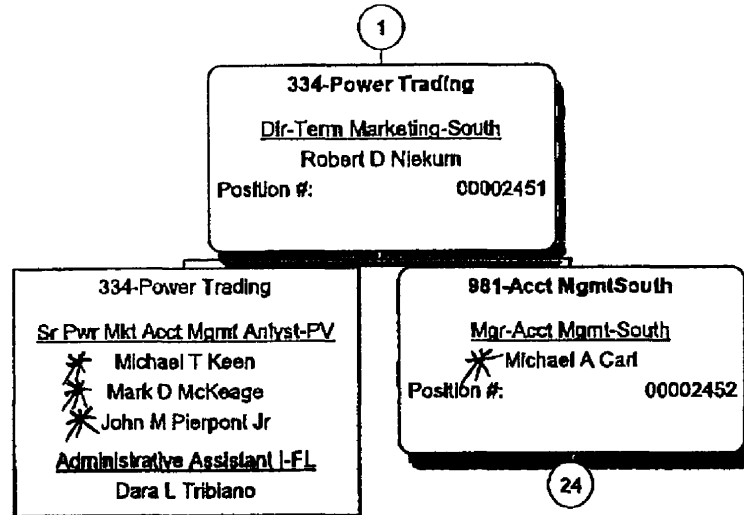 1
334-Power Trading
Dir-Term Marketing-South
Robert D Niekum
Position #: 00002451
334-Power Trading
Sr Pwr Mkt Acct Mgmt Anlyst-PV
Michael T Keen
Mark D McKeage
John M Pierpont Jr
Administrative Assistant I-FL
Dara L Tribiano
981-Acct MgmtSouth
Mgr-Acct Mgmt-South
Michael A Carl
Position #: 00002452
24